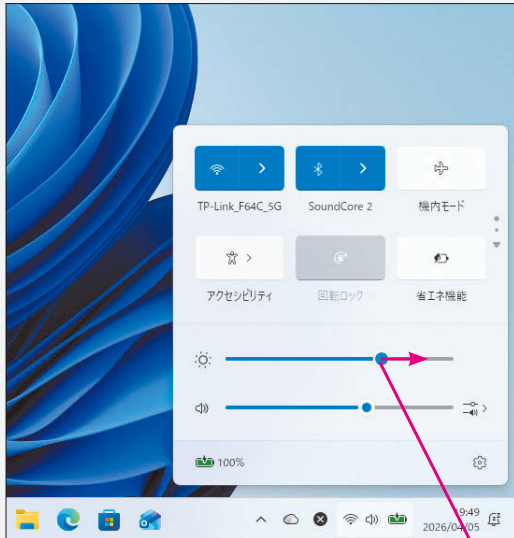 TP-Link_F64C_5G
SoundCore 2
機内モード
アクセシビリティ
回転ロック
省エネ機能
100%
19:49
2026/04/05